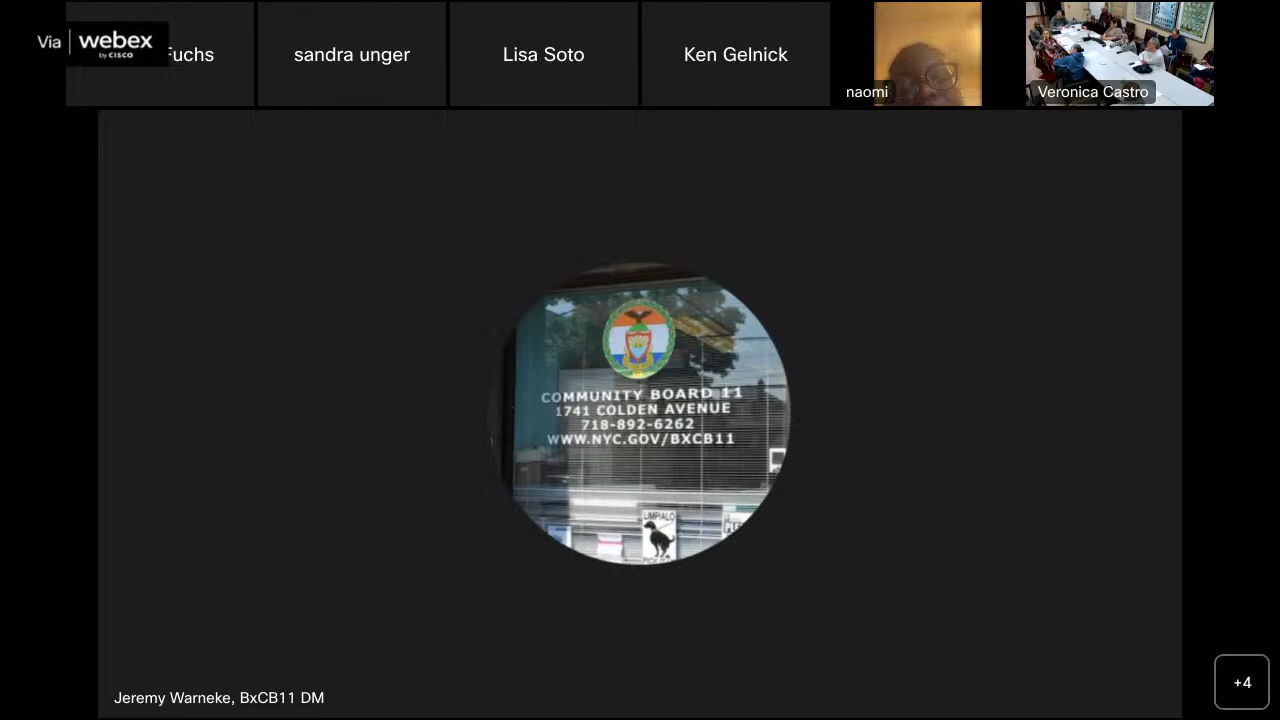 Via webex
by CISCO
Fuchs
sandra unger
Lisa Soto
Ken Gelnick
naomi
Veronica Castro
COMMUNITY BOARD 11
1741 COLDEN AVENUE
718-892-6262
WWW.NYC.GOV/BXCB11
LIMPIALO
Jeremy Warneke, BxCB11 DM
+4